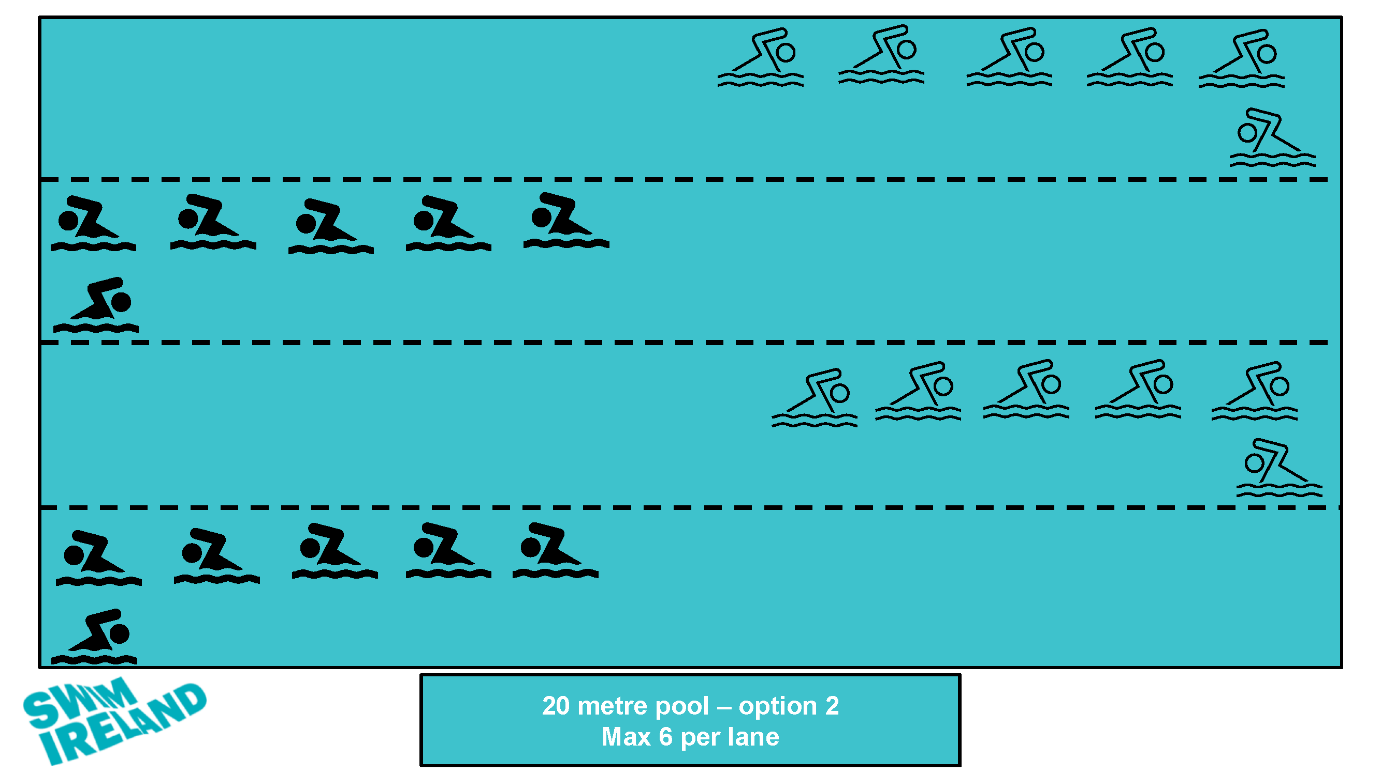 SWIM
IRELAND
20 metre pool – option 2
Max 6 per lane